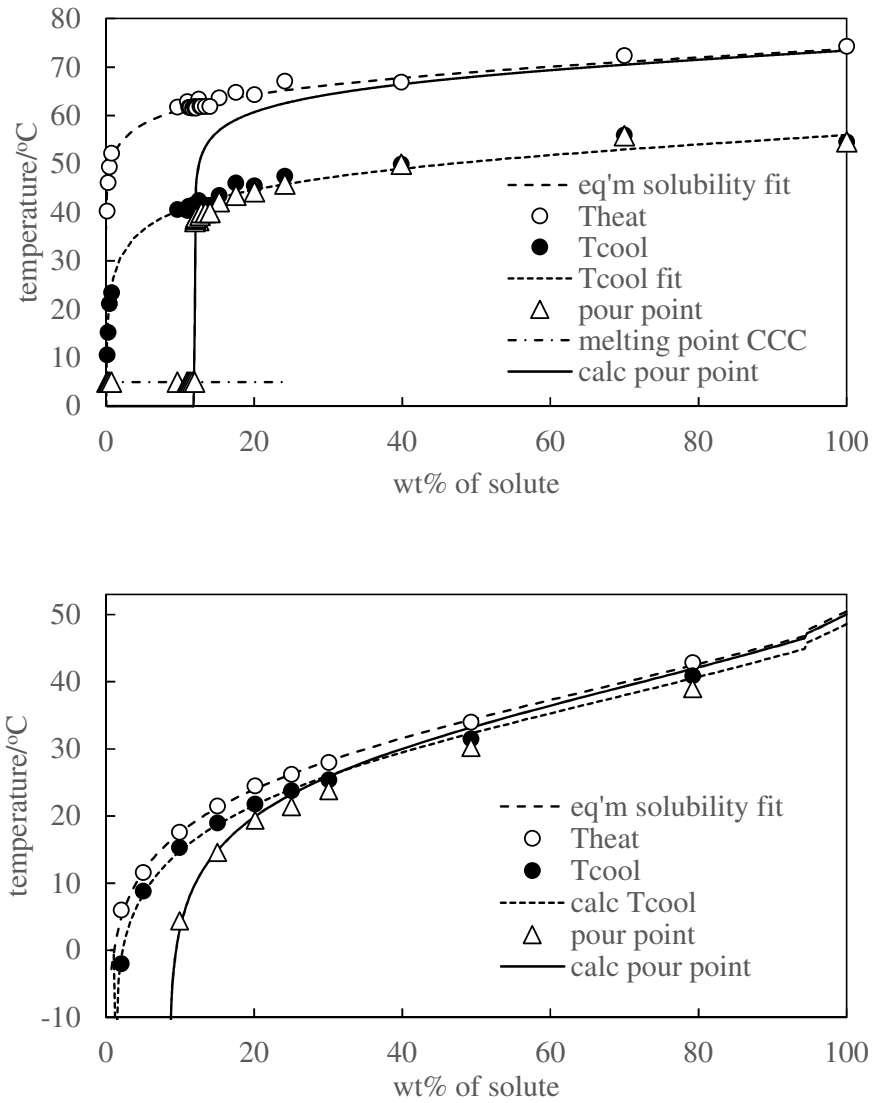 80
70
60
50
40
30
20
10
0
temperature/ºC
eq'm solubility fit
Theat
Tcool
Tcool fit
pour point
melting point CCC
calc pour point
0 20 40 60 80 100
wt% of solute
50
40
30
20
10
0
-10
temperature/ºC
eq'm solubility fit
Theat
Tcool
calc Tcool
pour point
calc pour point
0 20 40 60 80 100
wt% of solute